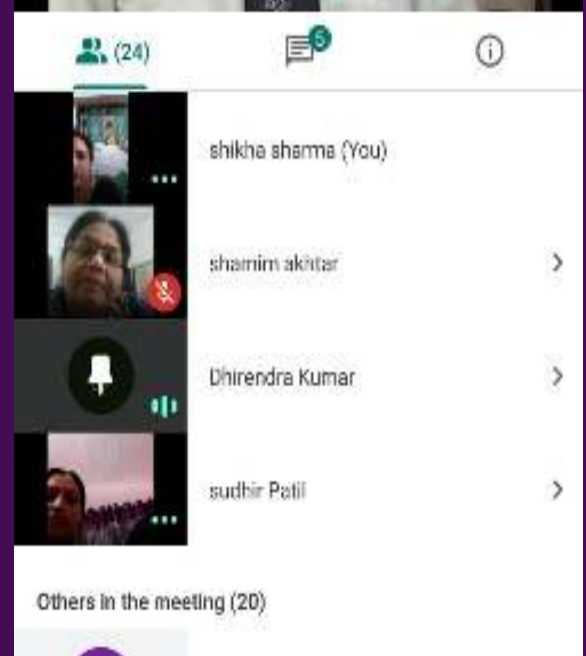 (24)
5
shikha sharma (You)
shamim akhtar
Dhirendra Kumar
sudhir Patil
Others in the meeting (20)